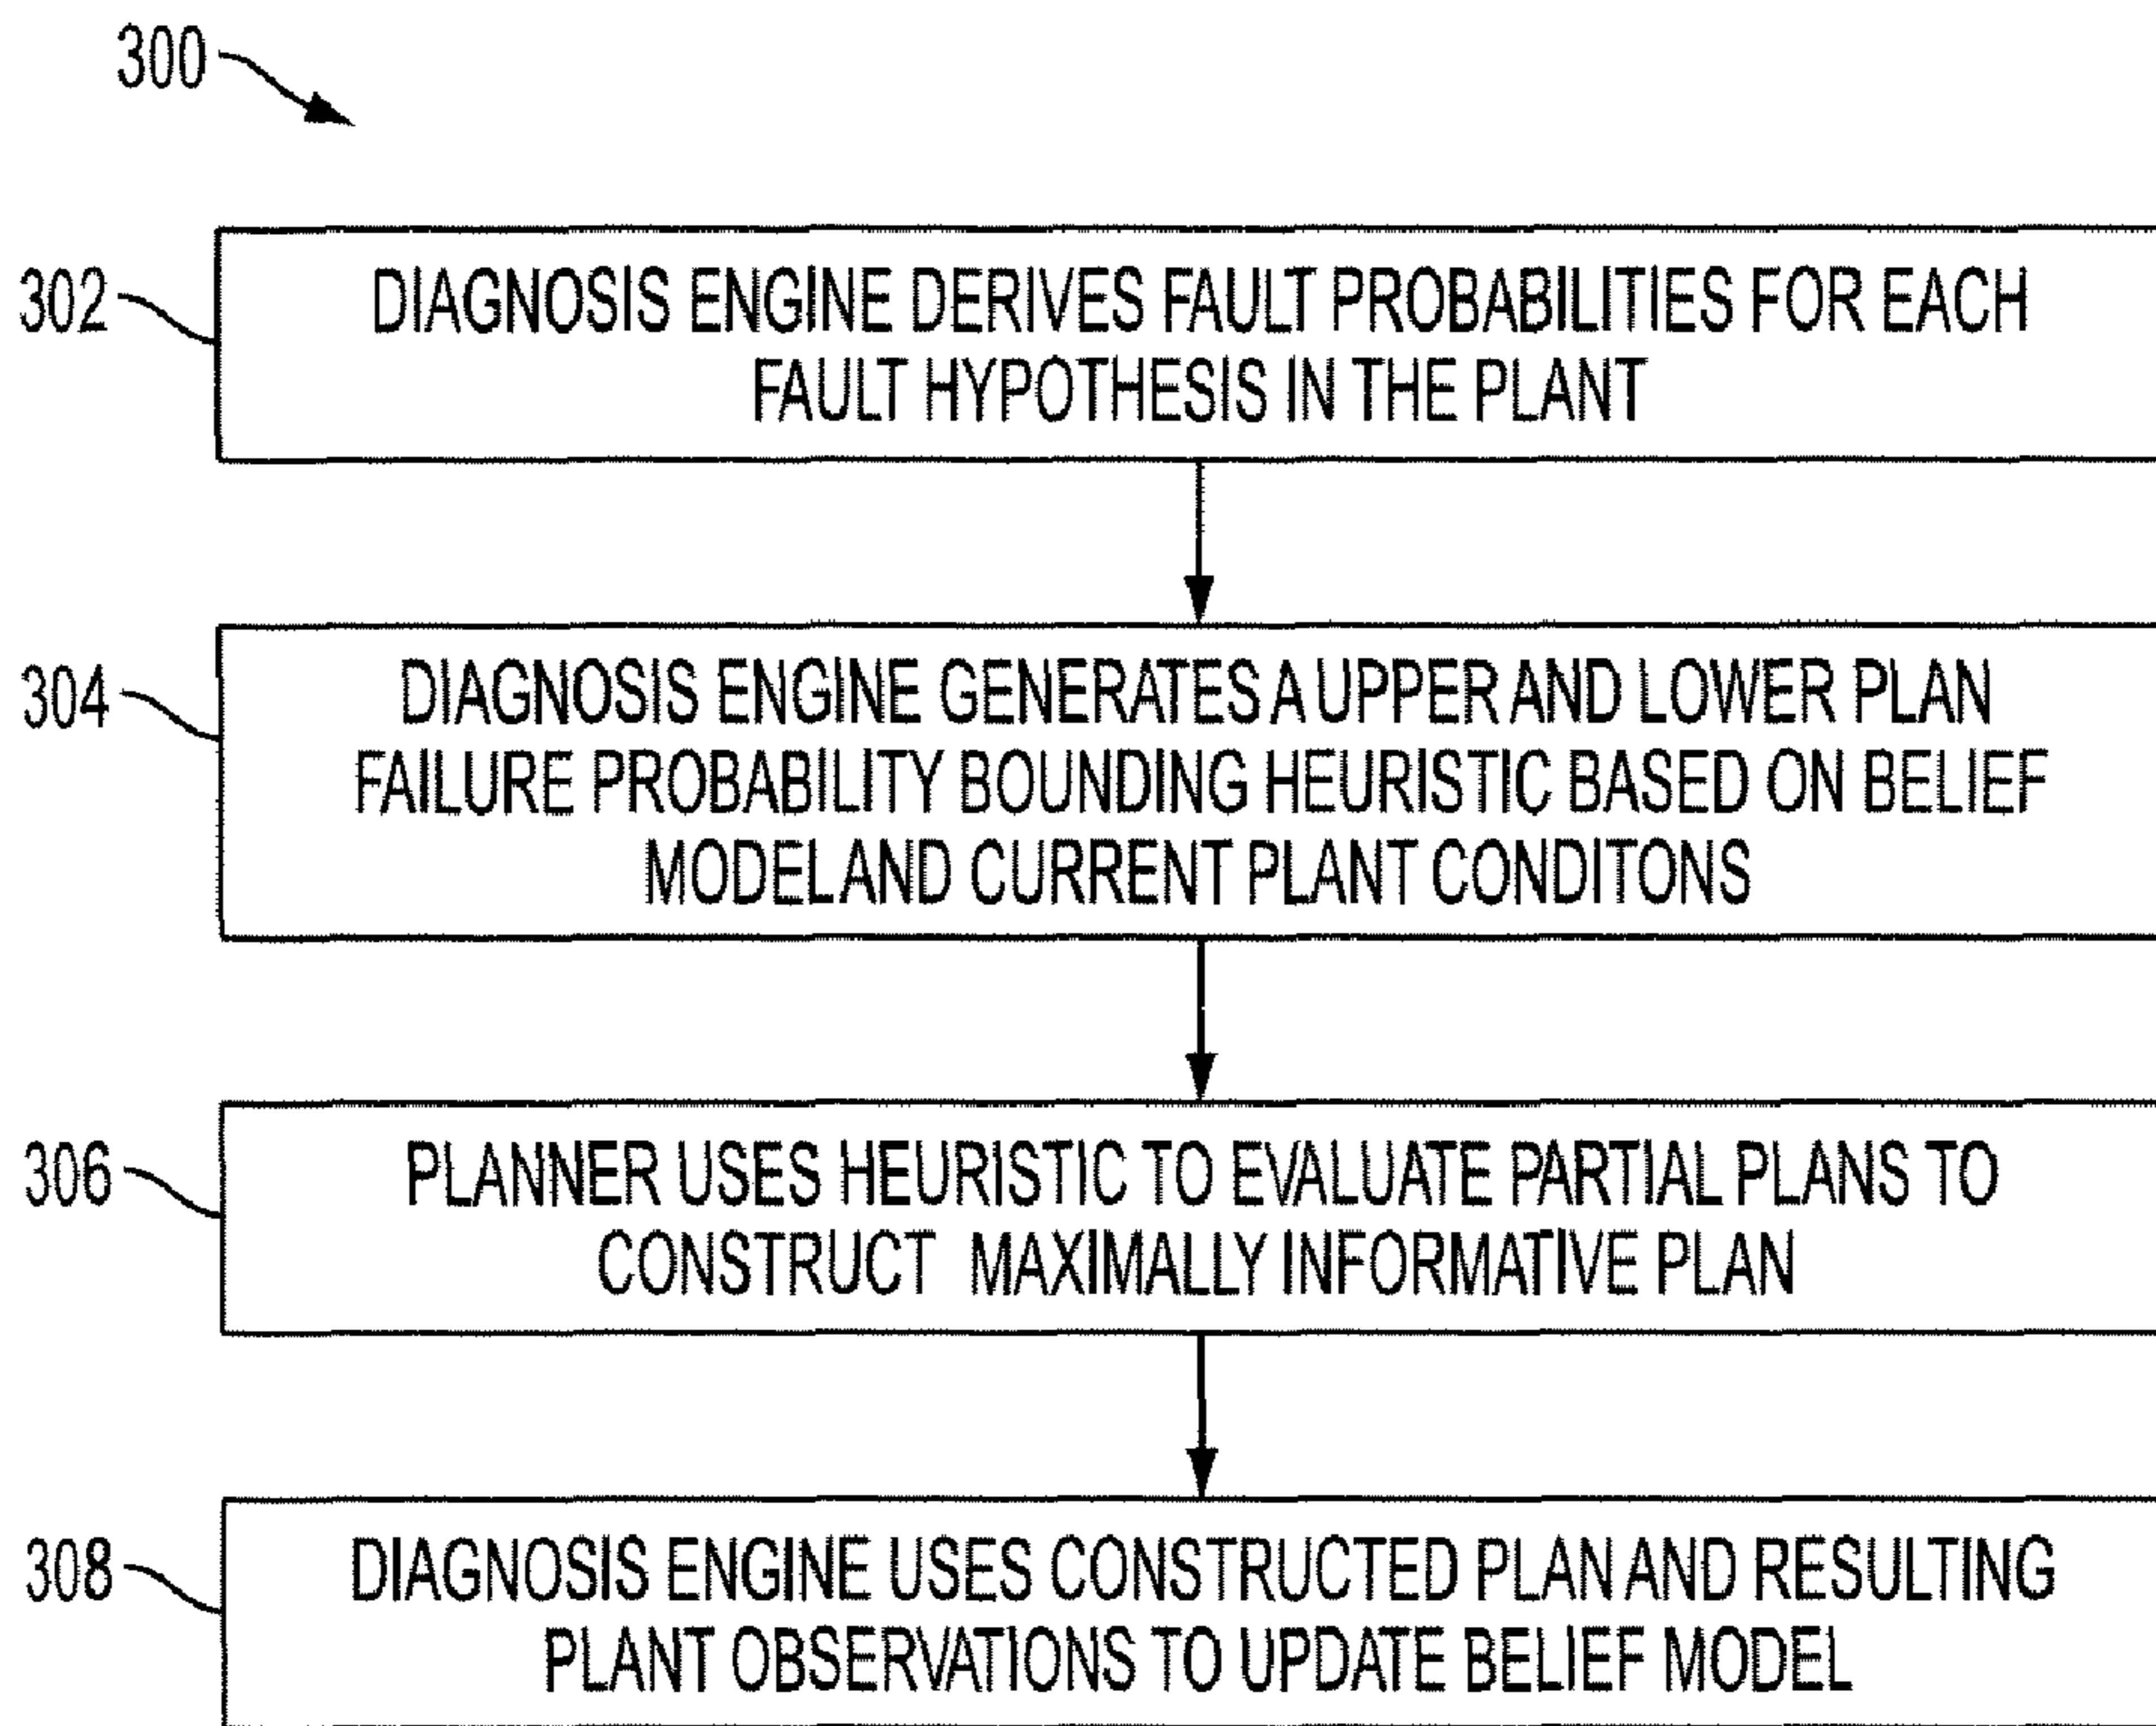 300
302
DIAGNOSIS ENGINE DERIVES FAULT PROBABILITIES FOR EACH
FAULT HYPOTHESIS IN THE PLANT
304
DIAGNOSIS ENGINE GENERATES A UPPER AND LOWER PLAN
FAILURE PROBABILITY BOUNDING HEURISTIC BASED ON BELIEF
MODEL AND CURRENT PLANT CONDITONS
306
PLANNER USES HEURISTIC TO EVALUATE PARTIAL PLANS TO
CONSTRUCT MAXIMALLY INFORMATIVE PLAN
308
DIAGNOSIS ENGINE USES CONSTRUCTED PLAN AND RESULTING
PLANT OBSERVATIONS TO UPDATE BELIEF MODEL